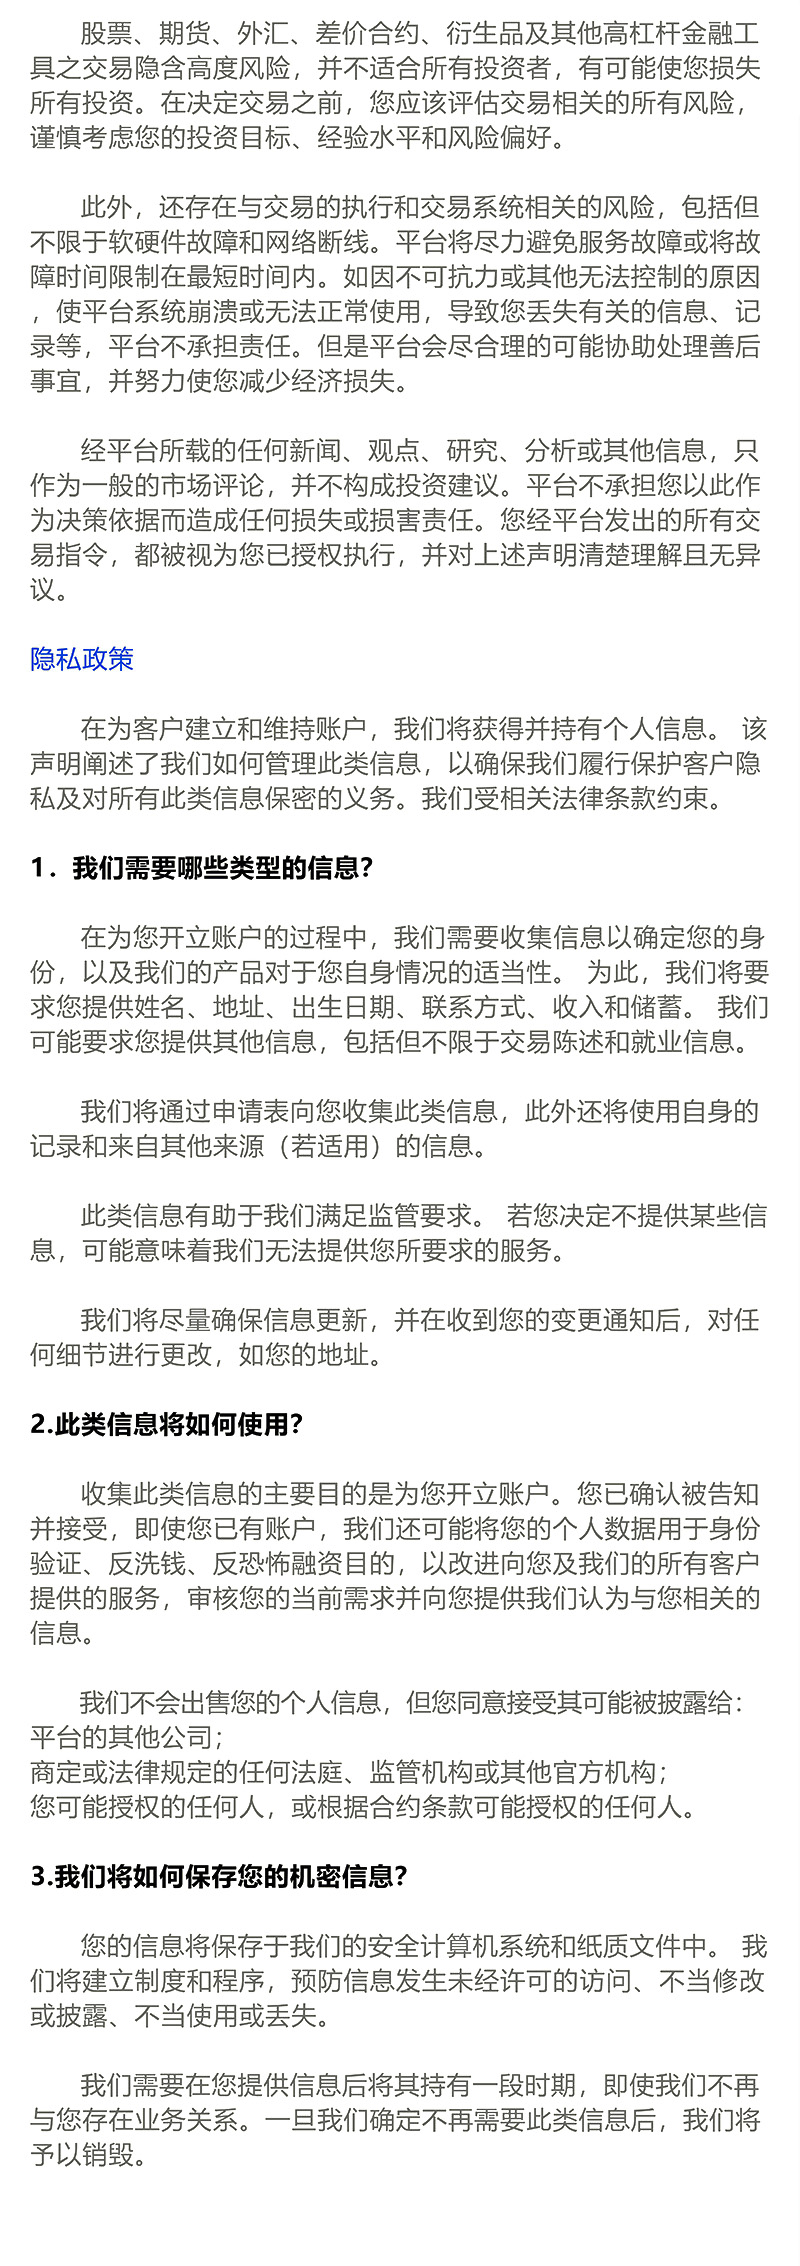 股票、期货、外汇、差价合约、衍生品及其他高杠杆金融工
具之交易隐含高度风险，并不适合所有投资者，有可能使您损失
所有投资。在决定交易之前，您应该评估交易相关的所有风险，
谨慎考虑您的投资目标、经验水平和风险偏好。
此外，还存在与交易的执行和交易系统相关的风险，包括但
不限于软硬件故障和网络断线。平台将尽力避免服务故障或将故
障时间限制在最短时间内。如因不可抗力或其他无法控制的原因
，使平台系统崩溃或无法正常使用，导致您丢失有关的信息、记
录等，平台不承担责任。但是平台会尽合理的可能协助处理善后
事宜，并努力使您减少经济损失。
经平台所载的任何新闻、观点、研究、分析或其他信息，只
作为一般的市场评论，并不构成投资建议。平台不承担您以此作
为决策依据而造成任何损失或损害责任。您经平台发出的所有交
易指令，都被视为您已授权执行，并对上述声明清楚理解且无异
议。
隐私政策
在为客户建立和维持账户，我们将获得并持有个人信息。 该
声明阐述了我们如何管理此类信息，以确保我们履行保护客户隐
私及对所有此类信息保密的义务。我们受相关法律条款约束。
1．我们需要哪些类型的信息？
在为您开立账户的过程中，我们需要收集信息以确定您的身
份，以及我们的产品对于您自身情况的适当性。 为此，我们将要
求您提供姓名、地址、出生日期、联系方式、收入和储蓄。 我们
可能要求您提供其他信息，包括但不限于交易陈述和就业信息。
我们将通过申请表向您收集此类信息，此外还将使用自身的
记录和来自其他来源（若适用）的信息。
此类信息有助于我们满足监管要求。 若您决定不提供某些信
息，可能意味着我们无法提供您所要求的服务。
我们将尽量确保信息更新，并在收到您的变更通知后，对任
何细节进行更改，如您的地址。
2.此类信息将如何使用？
收集此类信息的主要目的是为您开立账户。您已确认被告知
并接受，即使您已有账户，我们还可能将您的个人数据用于身份
验证、反洗钱、反恐怖融资目的，以改进向您及我们的所有客户
提供的服务，审核您的当前需求并向您提供我们认为与您相关的
信息。
我们不会出售您的个人信息，但您同意接受其可能被披露给：
平台的其他公司；
商定或法律规定的任何法庭、监管机构或其他官方机构；
您可能授权的任何人，或根据合约条款可能授权的任何人。
3.我们将如何保存您的机密信息？
您的信息将保存于我们的安全计算机系统和纸质文件中。 我
们将建立制度和程序，预防信息发生未经许可的访问、不当修改
或披露、不当使用或丢失。
我们需要在您提供信息后将其持有一段时期，即使我们不再
与您存在业务关系。一旦我们确定不再需要此类信息后，我们将
予以销毁。